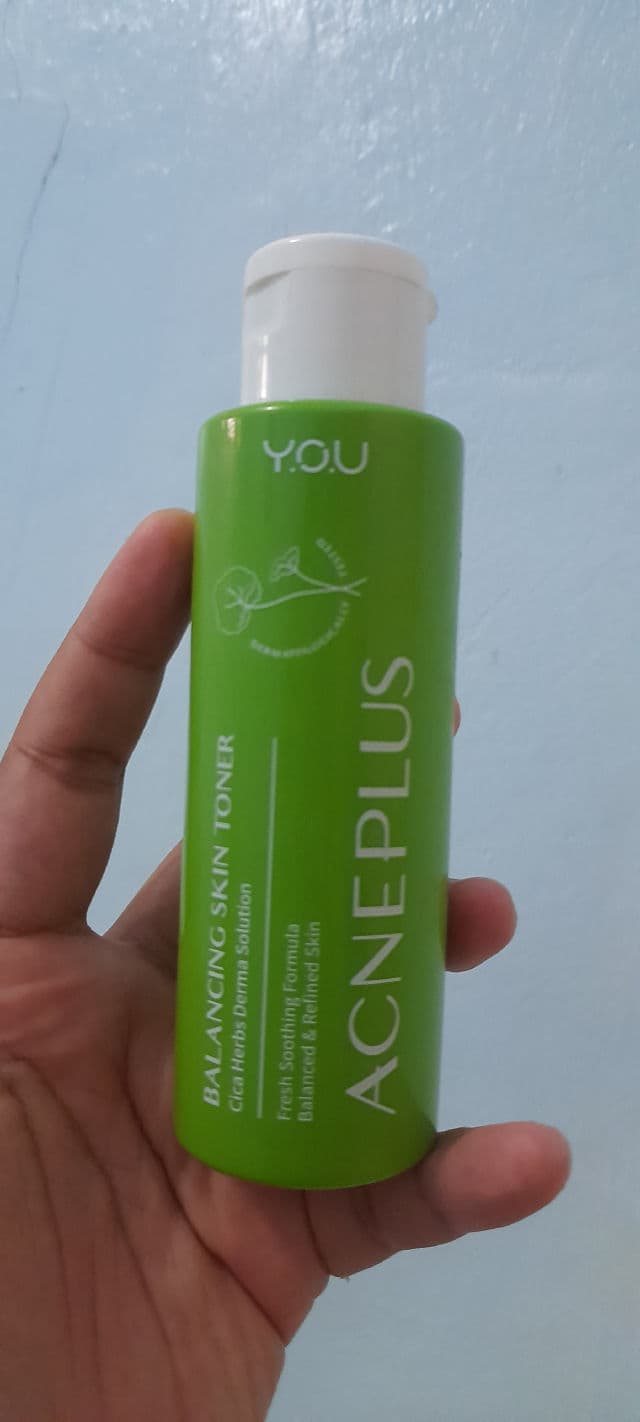 Y.O.U
DERMATOLOGICALLY TESTED
ACNEPLUS
BALANCING SKIN TONER
Cica Herbs Derma Solution
Fresh Soothing Formula
Balanced & Refined Skin